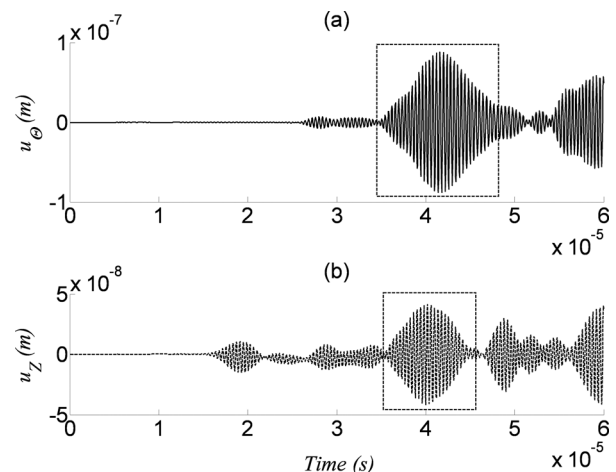 (a)
x 10^-7
1
0
-1
u_Θ (m)
0 1 2 3 4 5 6
x 10^-5
(b)
x 10^-8
5
0
-5
u_Z (m)
0 1 2 3 4 5 6
Time (s)
x 10^-5